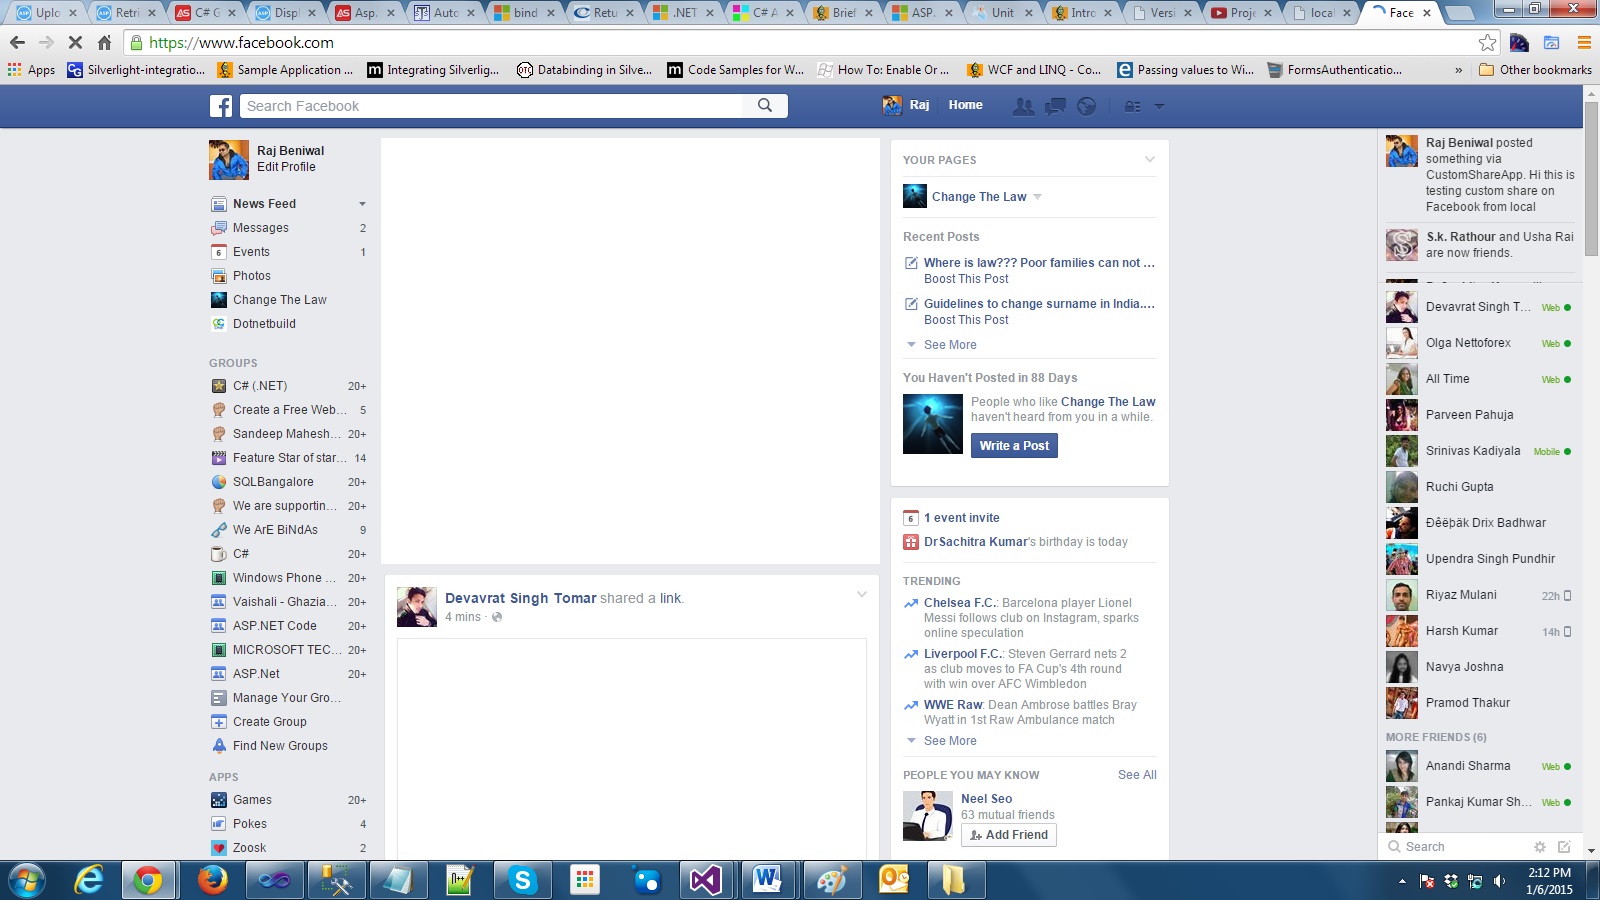 Uplo
Retri
C# G
Displ
Asp.
Auto
bind
Retu
.NET
C# A
Brief
ASP.
Unit
Intro
Versi
Proje
local
Face
https://www.facebook.com
Apps
Silverlight-integratio...
Sample Application ...
Integrating Silverlig...
Databinding in Silve...
Code Samples for W...
How To: Enable Or ...
WCF and LINQ - Co...
Passing values to Wi...
FormsAuthenticatio...
»
Other bookmarks
Search Facebook
Raj
Home
Raj Beniwal
Edit Profile
News Feed
Messages 2
Events 1
Photos
Change The Law
Dotnetbuild
GROUPS
C# (.NET) 20+
Create a Free Web... 5
Sandeep Mahesh... 20+
Feature Star of star... 14
SQLBangalore 20+
We are supportin... 20+
We ArE BiNdAs 9
C# 20+
Windows Phone ... 20+
Vaishali - Ghazia... 20+
ASP.NET Code 20+
MICROSOFT TEC... 20+
ASP.Net 20+
Manage Your Gro...
Create Group
Find New Groups
APPS
Games 20+
Pokes 4
Zoosk 2
Devavrat Singh Tomar shared a link.
4 mins ·
YOUR PAGES
Change The Law
Recent Posts
Where is law??? Poor families can not ...
Boost This Post
Guidelines to change surname in India....
Boost This Post
See More
You Haven't Posted in 88 Days
People who like Change The Law
haven't heard from you in a while.
Write a Post
6 1 event invite
DrSachitra Kumar's birthday is today
TRENDING
Chelsea F.C.: Barcelona player Lionel
Messi follows club on Instagram, sparks
online speculation
Liverpool F.C.: Steven Gerrard nets 2
as club moves to FA Cup's 4th round
with win over AFC Wimbledon
WWE Raw: Dean Ambrose battles Bray
Wyatt in 1st Raw Ambulance match
See More
PEOPLE YOU MAY KNOW See All
Neel Seo
63 mutual friends
Add Friend
Raj Beniwal posted
something via
CustomShareApp. Hi this is
testing custom share on
Facebook from local
S.k. Rathour and Usha Rai
are now friends.
Devavrat Singh T... Web
Olga Nettoforex Web
All Time Web
Parveen Pahuja
Srinivas Kadiyala Mobile
Ruchi Gupta
Ðêëþäk Drix Badhwar
Upendra Singh Pundhir
Riyaz Mulani 22h
Harsh Kumar 14h
Navya Joshna
Pramod Thakur
MORE FRIENDS (6)
Anandi Sharma Web
Pankaj Kumar Sh... Web
Search
2:12 PM
1/6/2015